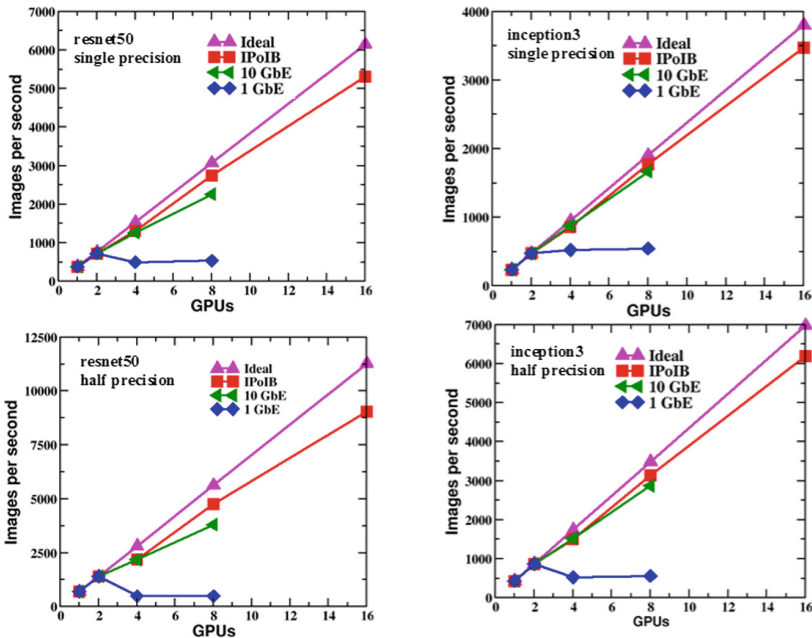 resnet50
single precision
Ideal
IPoIB
10 GbE
1 GbE
Images per second
7000
6000
5000
4000
3000
2000
1000
0
0 2 4 6 8 10 12 14 16
GPUs
inception3
single precision
Ideal
IPoIB
10 GbE
1 GbE
Images per second
4000
3000
2000
1000
0
0 2 4 6 8 10 12 14 16
GPUs
resnet50
half precision
Ideal
IPoIB
10 GbE
1 GbE
Images per second
12500
10000
7500
5000
2500
0
0 2 4 6 8 10 12 14 16
GPUs
inception3
half precision
Ideal
IPoIB
10 GbE
1 GbE
Images per second
7000
6000
5000
4000
3000
2000
1000
0
0 2 4 6 8 10 12 14 16
GPUs